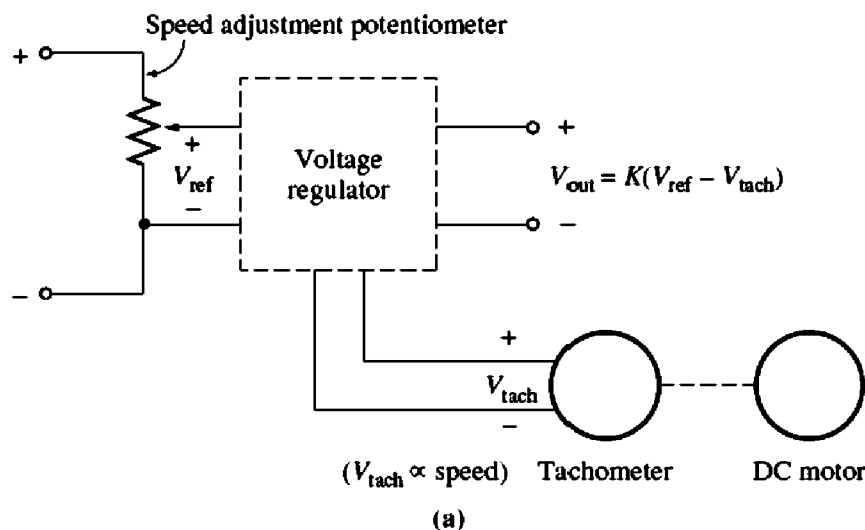 Speed adjustment potentiometer
+
+
V_ref
−
−
Voltage
regulator
+
V_out = K(V_ref − V_tach)
−
+
V_tach
−
(V_tach ∝ speed)
Tachometer
DC motor
(a)